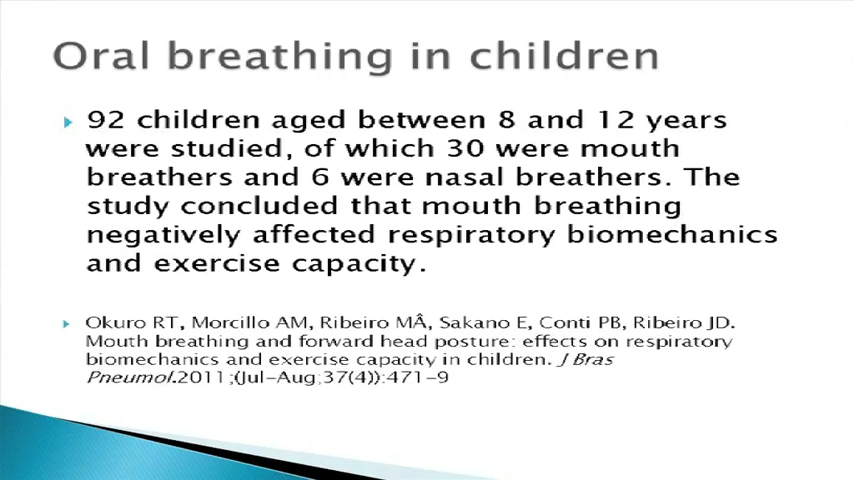 Oral breathing in children
92 children aged between 8 and 12 years
were studied, of which 30 were mouth
breathers and 6 were nasal breathers. The
study concluded that mouth breathing
negatively affected respiratory biomechanics
and exercise capacity.
Okuro RT, Morcillo AM, Ribeiro MÂ, Sakano E, Conti PB, Ribeiro JD.
Mouth breathing and forward head posture: effects on respiratory
biomechanics and exercise capacity in children. J Bras
Pneumol.2011;(Jul-Aug;37(4)):471-9